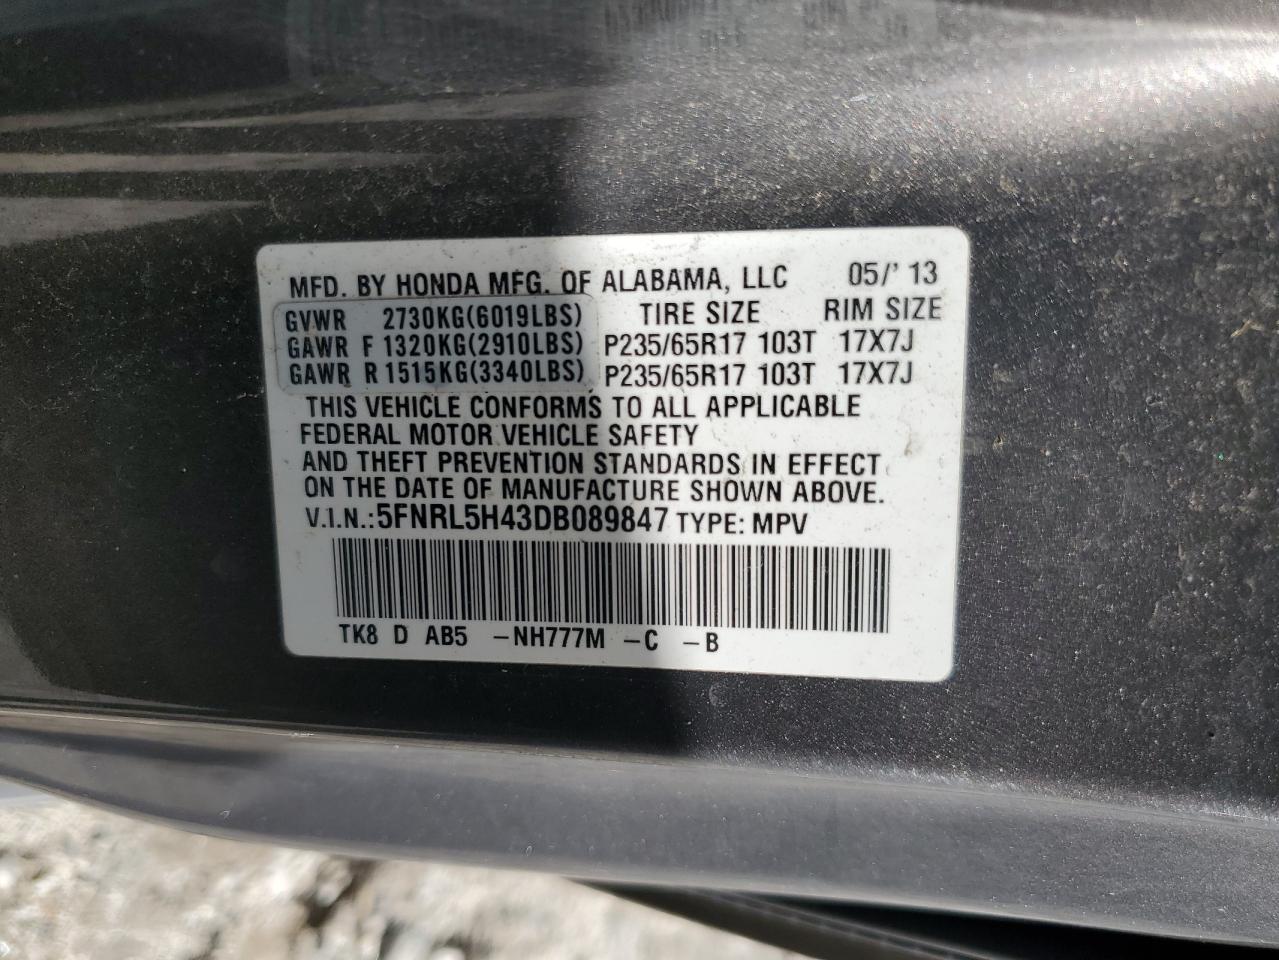 MFD. BY HONDA MFG. OF ALABAMA, LLC 05/' 13
GVWR 2730KG(6019LBS) TIRE SIZE RIM SIZE
GAWR F 1320KG(2910LBS) P235/65R17 103T 17X7J
GAWR R 1515KG(3340LBS) P235/65R17 103T 17X7J
THIS VEHICLE CONFORMS TO ALL APPLICABLE
FEDERAL MOTOR VEHICLE SAFETY
AND THEFT PREVENTION STANDARDS IN EFFECT
ON THE DATE OF MANUFACTURE SHOWN ABOVE.
V.I.N.:5FNRL5H43DB089847 TYPE: MPV
TK8 D AB5 -NH777M -C -B